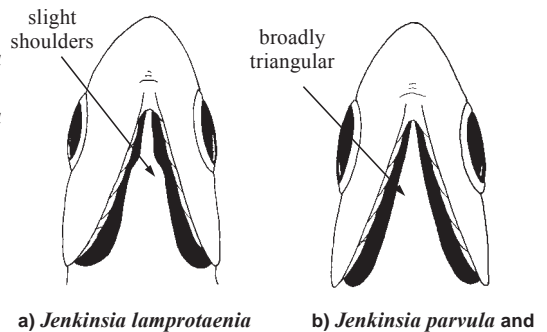 slight
shoulders
broadly
triangular
a) Jenkinsia lamprotaenia
b) Jenkinsia parvula and